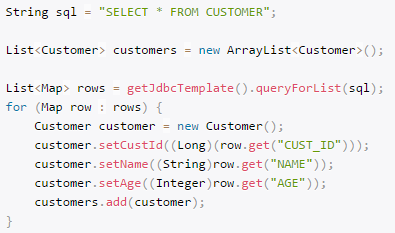 String sql = "SELECT * FROM CUSTOMER";
List<Customer> customers = new ArrayList<Customer>();
List<Map> rows = getJdbcTemplate().queryForList(sql);
for (Map row : rows) {
Customer customer = new Customer();
customer.setCustId((Long)(row.get("CUST_ID")));
customer.setName((String)row.get("NAME"));
customer.setAge((Integer)row.get("AGE"));
customers.add(customer);
}